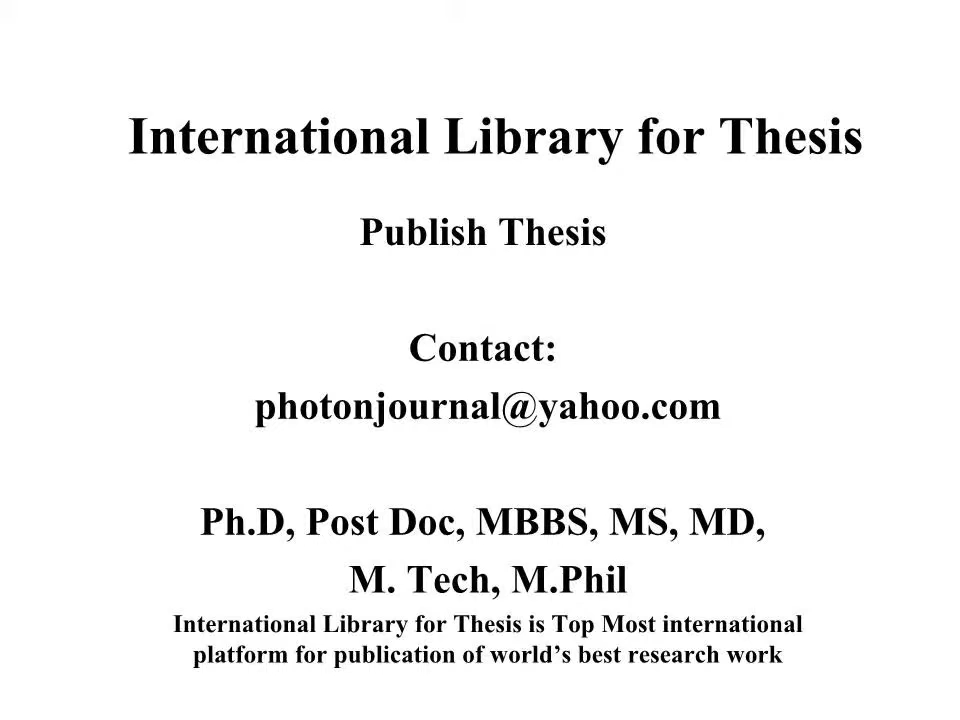 International Library for Thesis
Publish Thesis
Contact:
photonjournal@yahoo.com
Ph.D, Post Doc, MBBS, MS, MD,
M. Tech, M.Phil
International Library for Thesis is Top Most international
platform for publication of world’s best research work